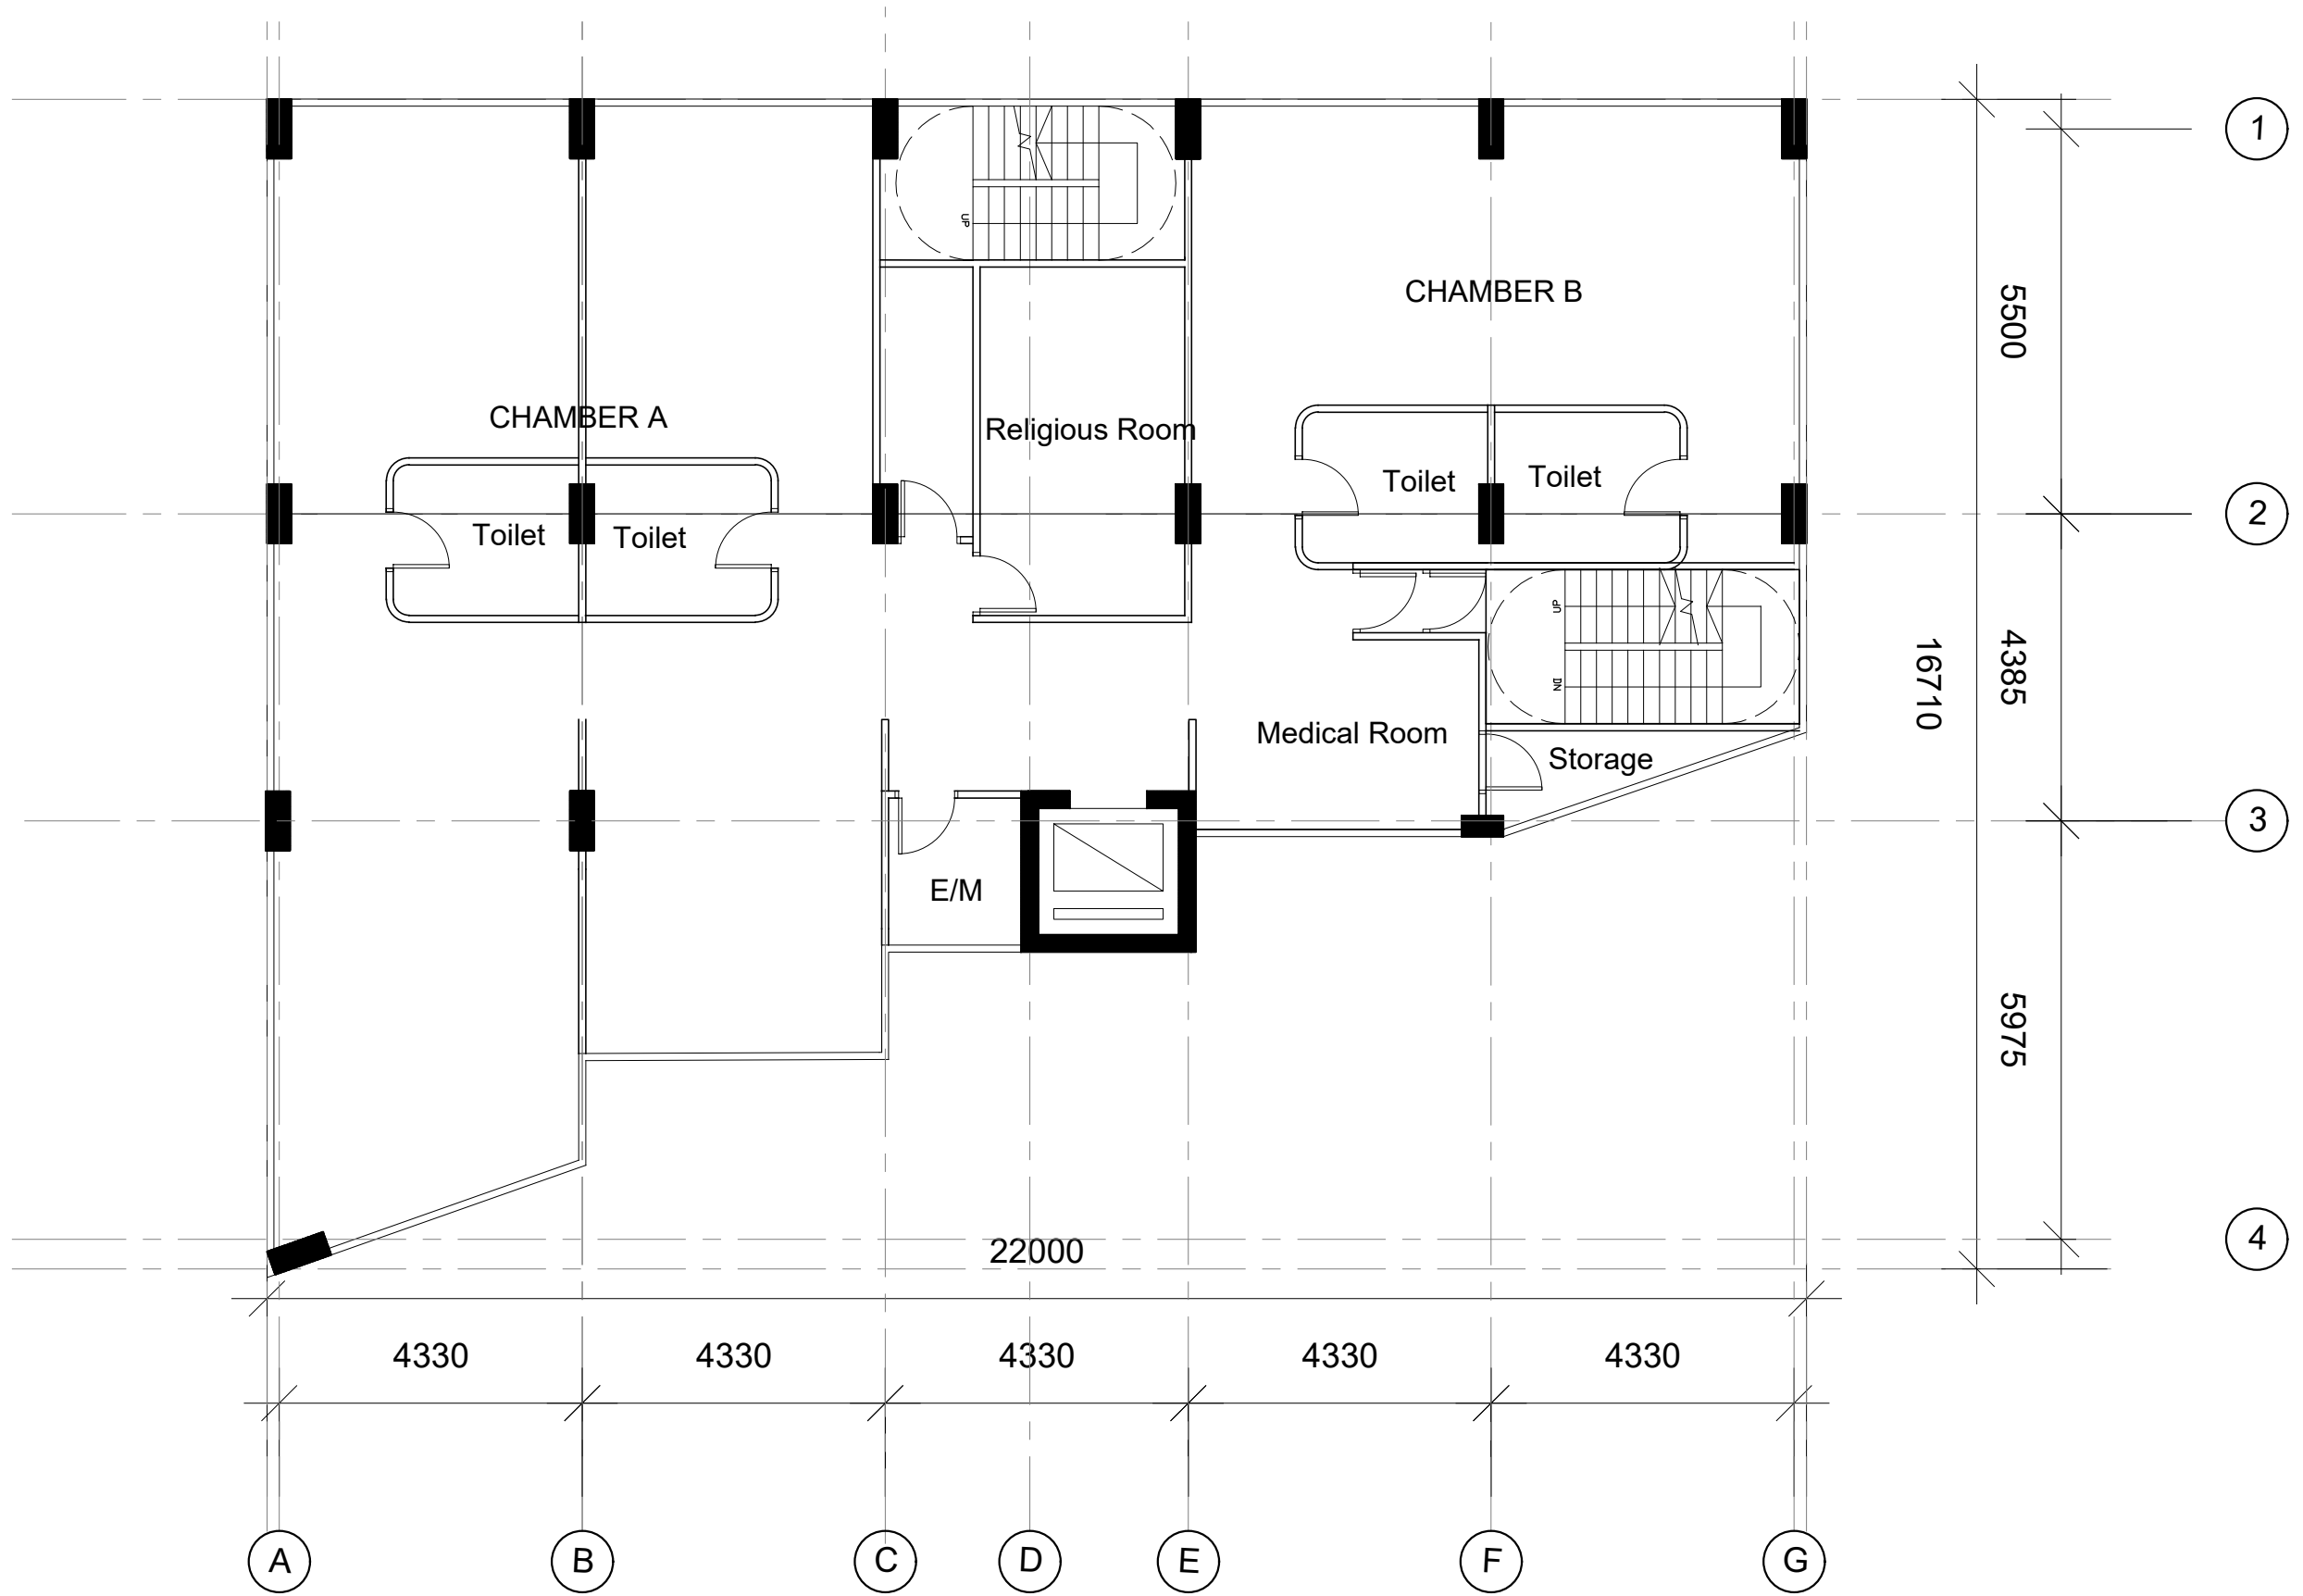 1
UP
5500
CHAMBER B
CHAMBER A
Religious Room
Toilet
Toilet
2
Toilet
Toilet
UP
4385
16710
DN
Medical Room
Storage
3
E/M
5975
4
22000
4330
4330
4330
4330
4330
A
B
C
D
E
F
G